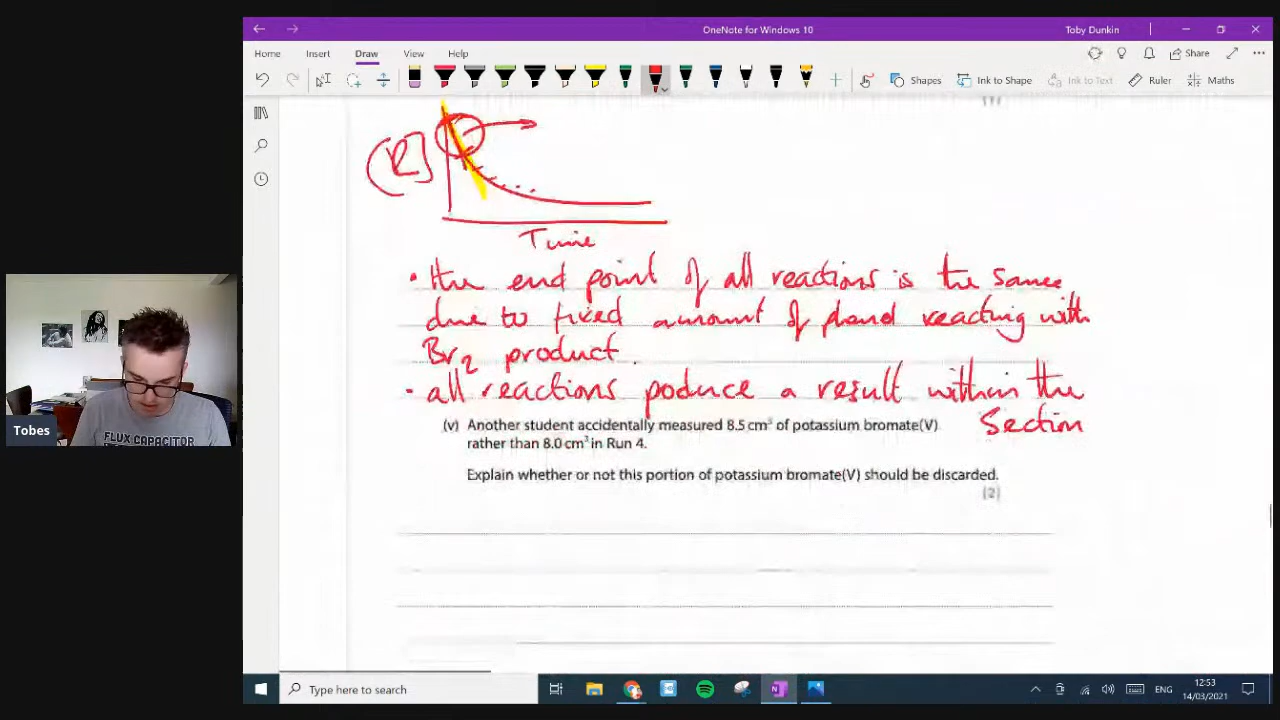 OneNote for Windows 10
Toby Dunkin
Home Insert Draw View Help
Share
Shapes Ink to Shape Ink to Text Ruler Maths
[R]
Time
• the end point of all reactions is the same
due to fixed amount of phenol reacting with
Br2 product.
• all reactions poduce a result within the
Section
(v) Another student accidentally measured 8.5 cm³ of potassium bromate(V)
rather than 8.0 cm³ in Run 4.
Explain whether or not this portion of potassium bromate(V) should be discarded.
(2)
FLUX CAPACITOR
Tobes
Type here to search
ENG
12:53
14/03/2021